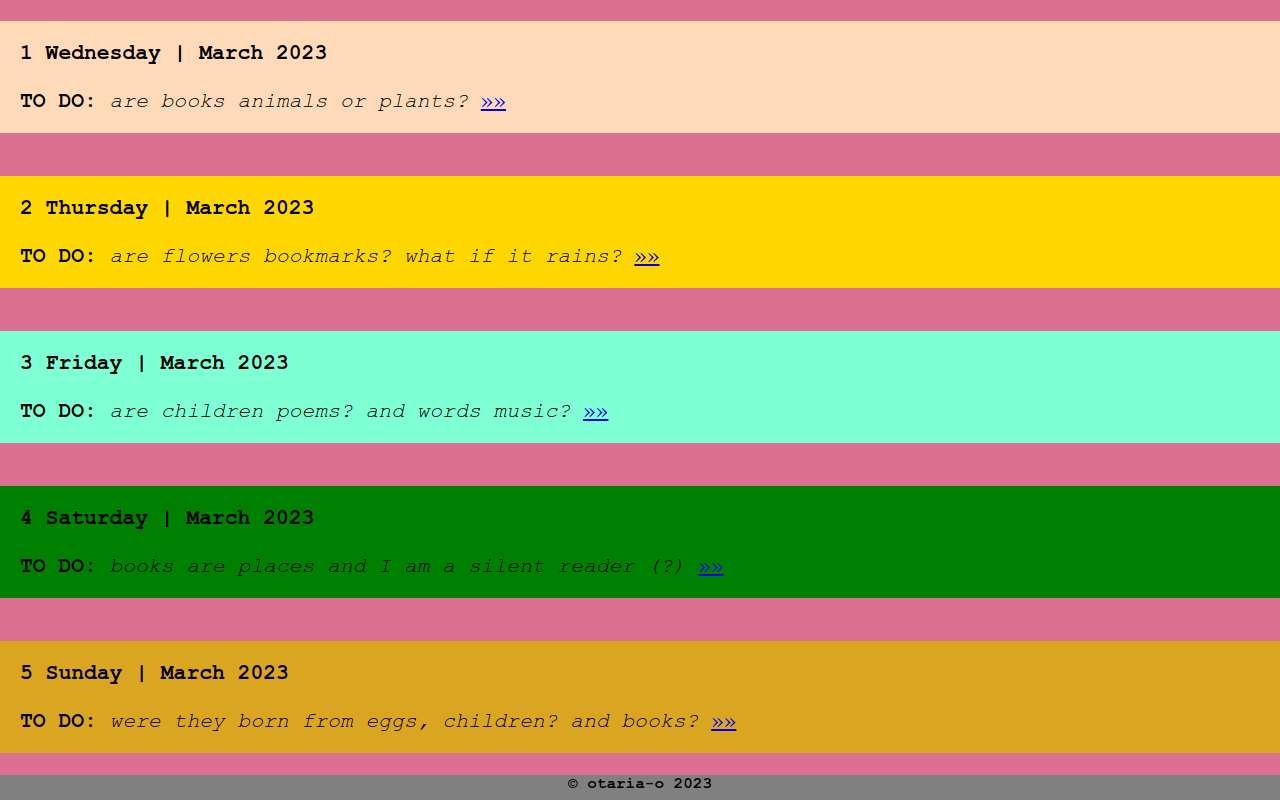 1 Wednesday | March 2023
TO DO: are books animals or plants? »»
2 Thursday | March 2023
TO DO: are flowers bookmarks? what if it rains? »»
3 Friday | March 2023
TO DO: are children poems? and words music? »»
4 Saturday | March 2023
TO DO: books are places and I am a silent reader (?) »»
5 Sunday | March 2023
TO DO: were they born from eggs, children? and books? »»
© otaria-o 2023